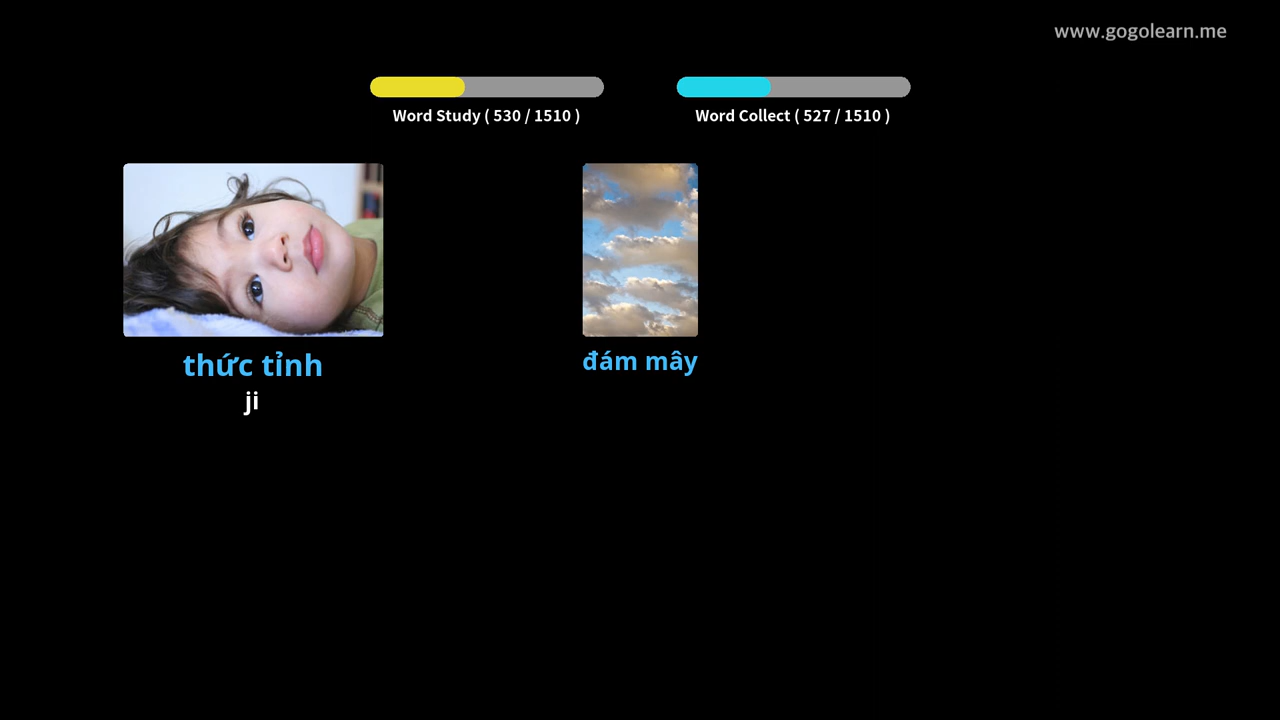 www.gogolearn.me
Word Study ( 530 / 1510 )
Word Collect ( 527 / 1510 )
thức tỉnh
ji
đám mây